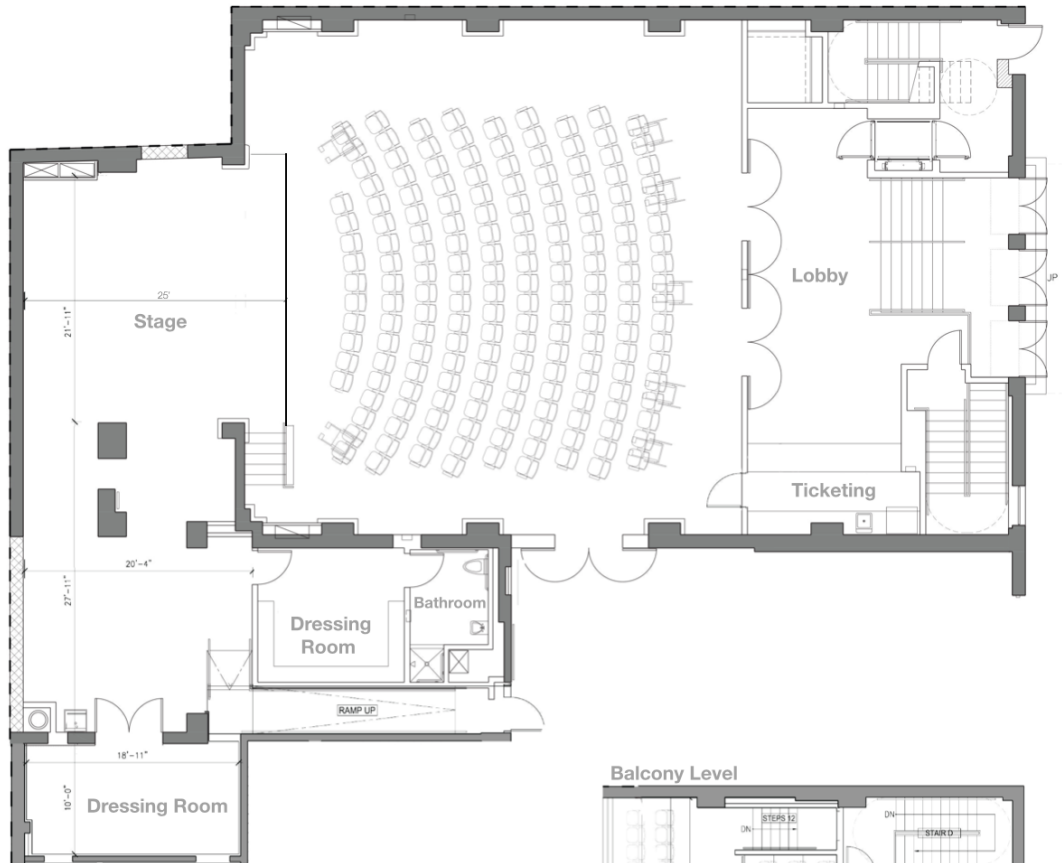 25'
Stage
21'-11"
Lobby
JP
Ticketing
20'-4"
27'-11"
Dressing
Room
Bathroom
RAMP UP
18'-11"
10'-0"
Dressing Room
Balcony Level
STEPS 12
DN
DN
STAIR D